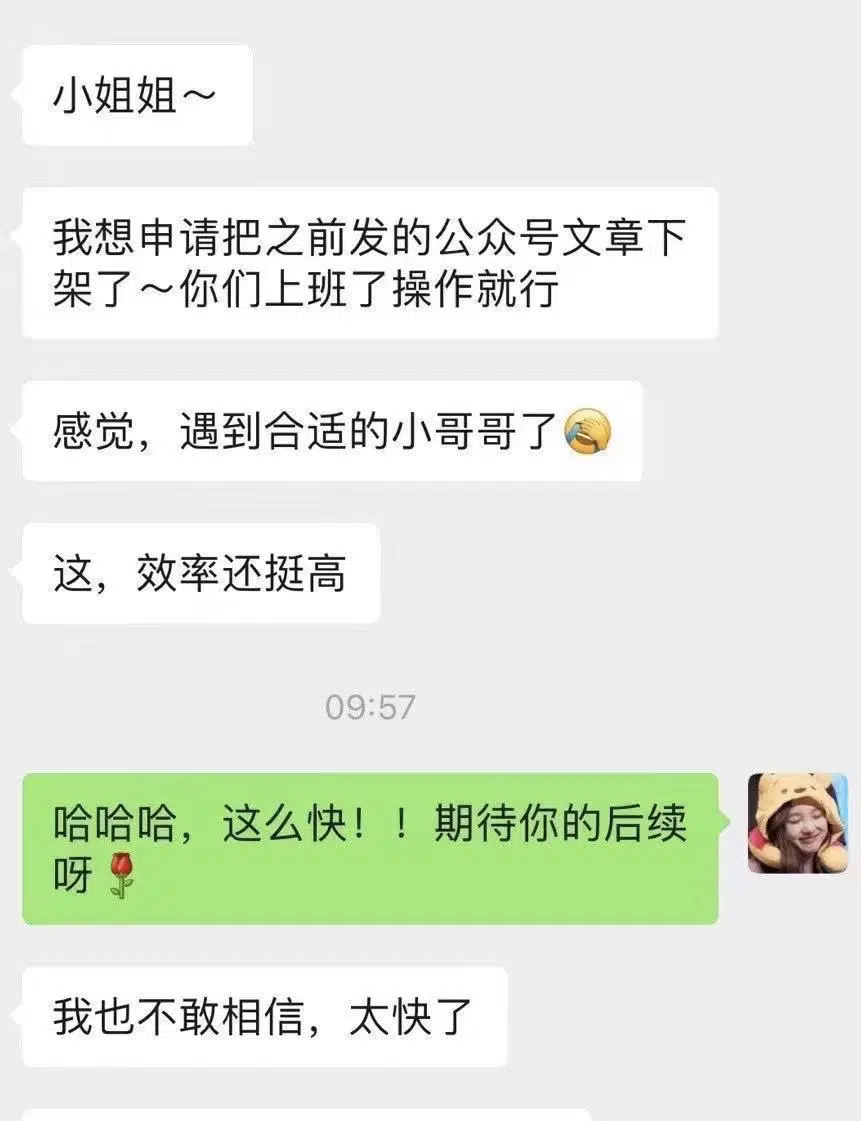 小姐姐～
我想申请把之前发的公众号文章下
架了～你们上班了操作就行
感觉，遇到合适的小哥哥了🤦
这，效率还挺高
09:57
哈哈哈，这么快！！期待你的后续
呀🌹
我也不敢相信，太快了